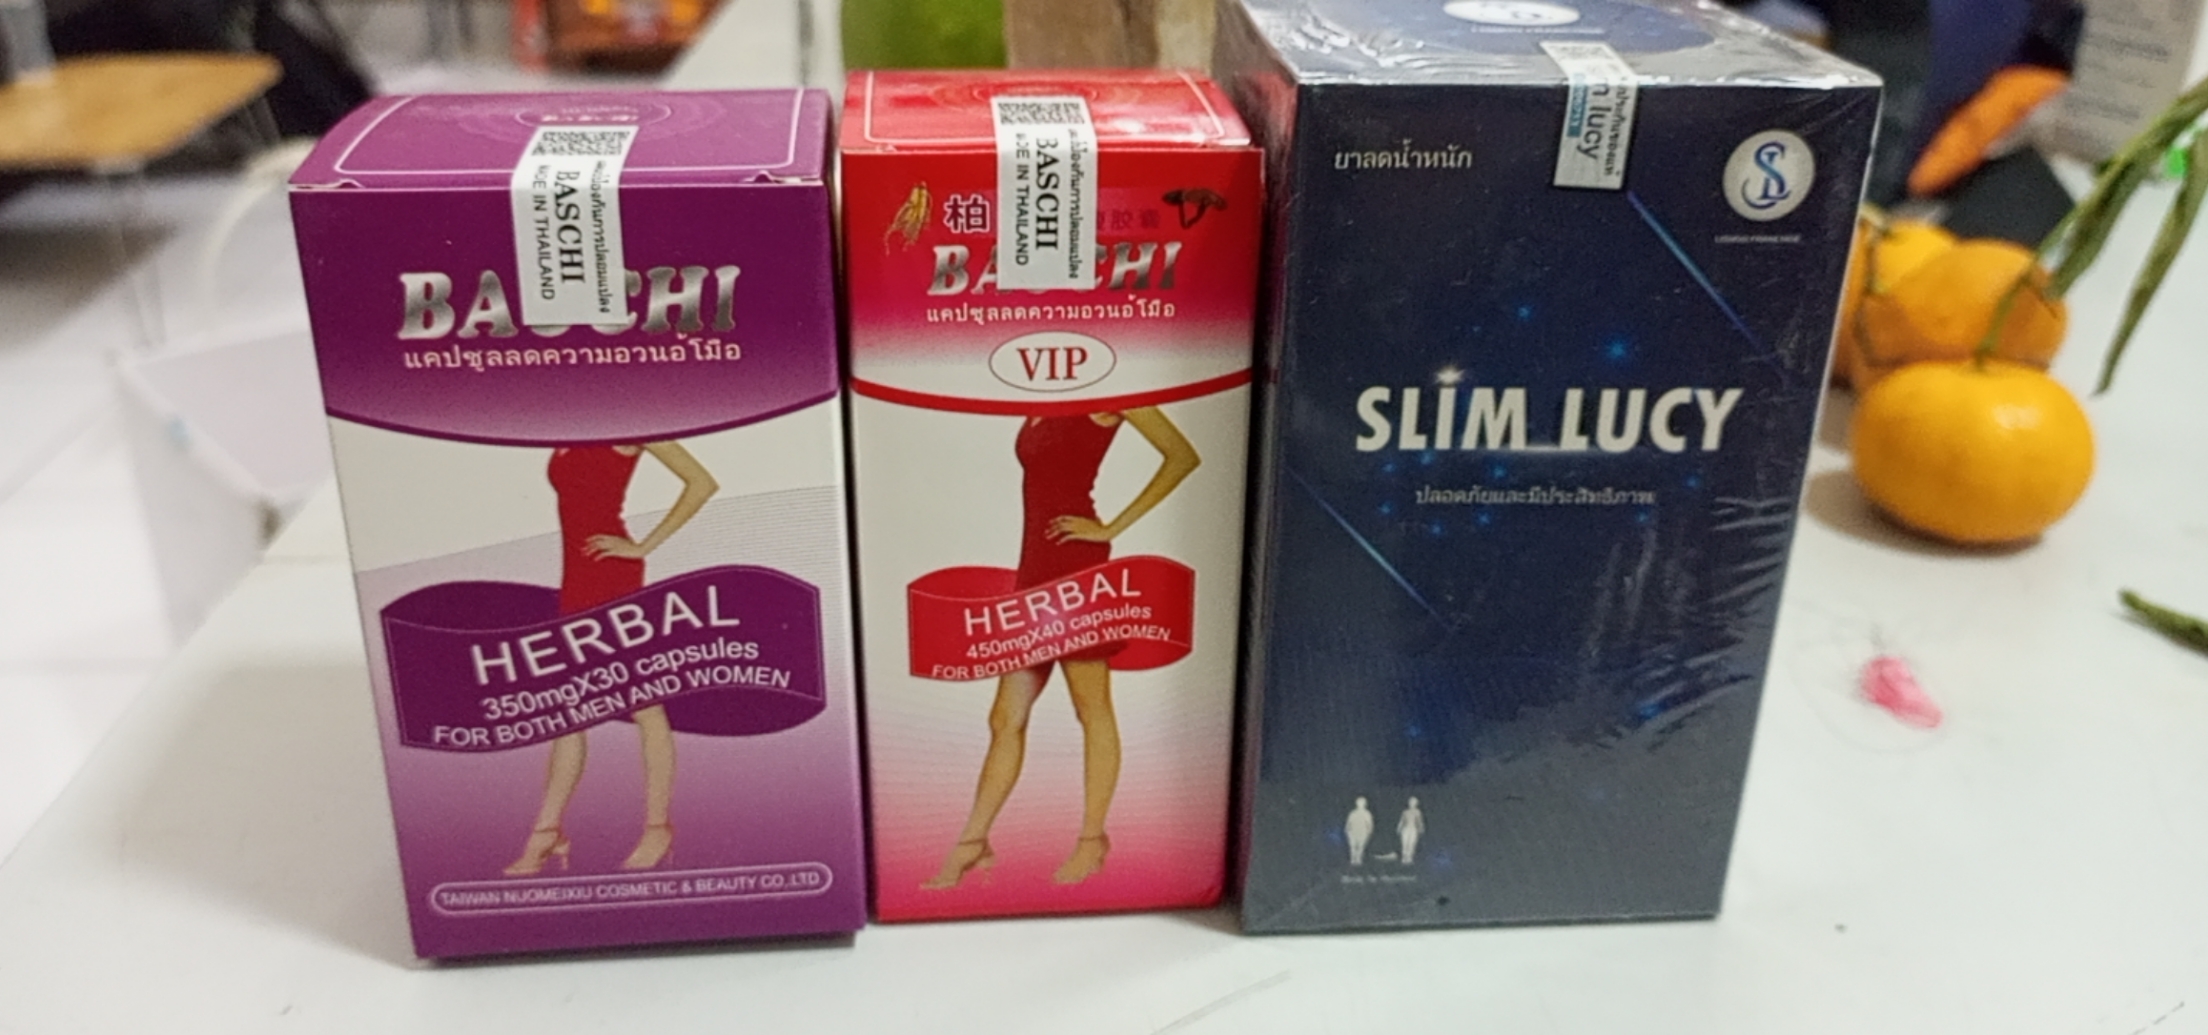 BASCHI
MDE IN THAILAND
BASCHI
แคปซูลลดความอวนอ้โมือ
HERBAL
350mgX30 capsules
FOR BOTH MEN AND WOMEN
TAIWAN NUOMEIXIU COSMETIC & BEAUTY CO.,LTD
BASCHI
MDE IN THAILAND
柏
BASCHI
แคปซูลลดความอวนอ้โมือ
VIP
HERBAL
450mgX40 capsules
FOR BOTH MEN AND WOMEN
lucy
ยาลดน้ำหนัก
SLIM LUCY
ปลอดภัยและมีประสิทธิภาพ